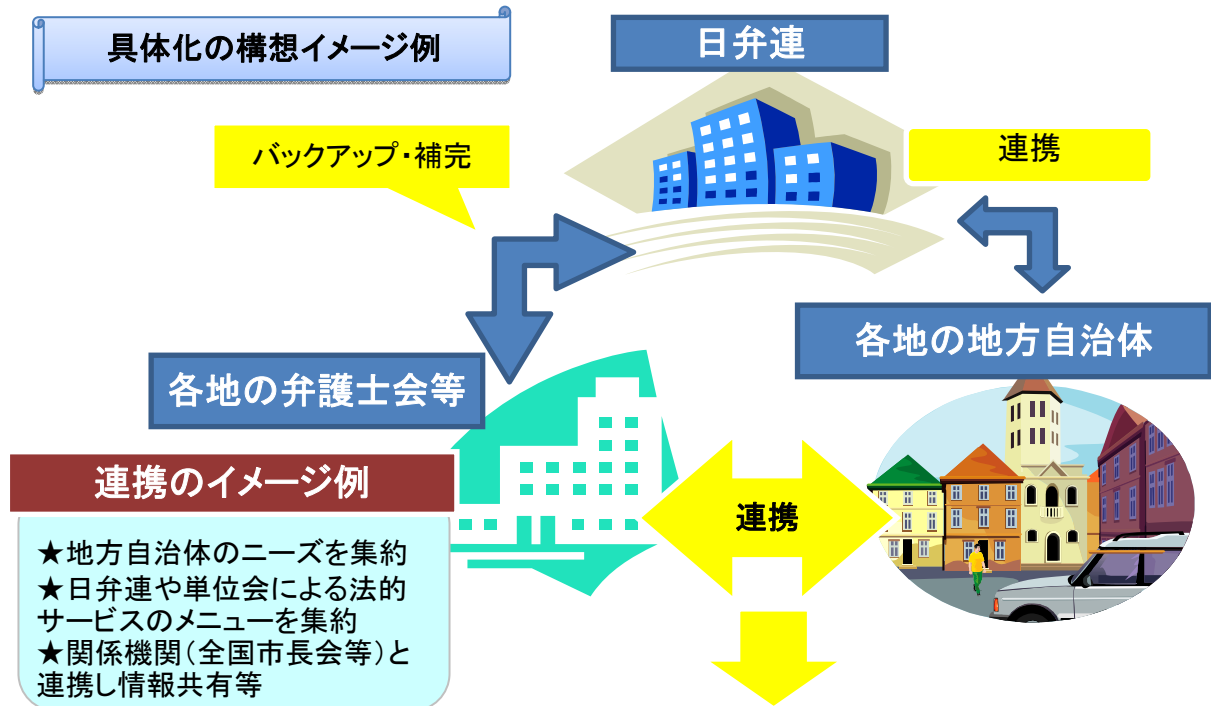 具体化の構想イメージ例
日弁連
バックアップ・補完
連携
各地の地方自治体
各地の弁護士会等
連携のイメージ例
連携
★地方自治体のニーズを集約
★日弁連や単位会による法的
サービスのメニューを集約
★関係機関(全国市長会等)と
連携し情報共有等